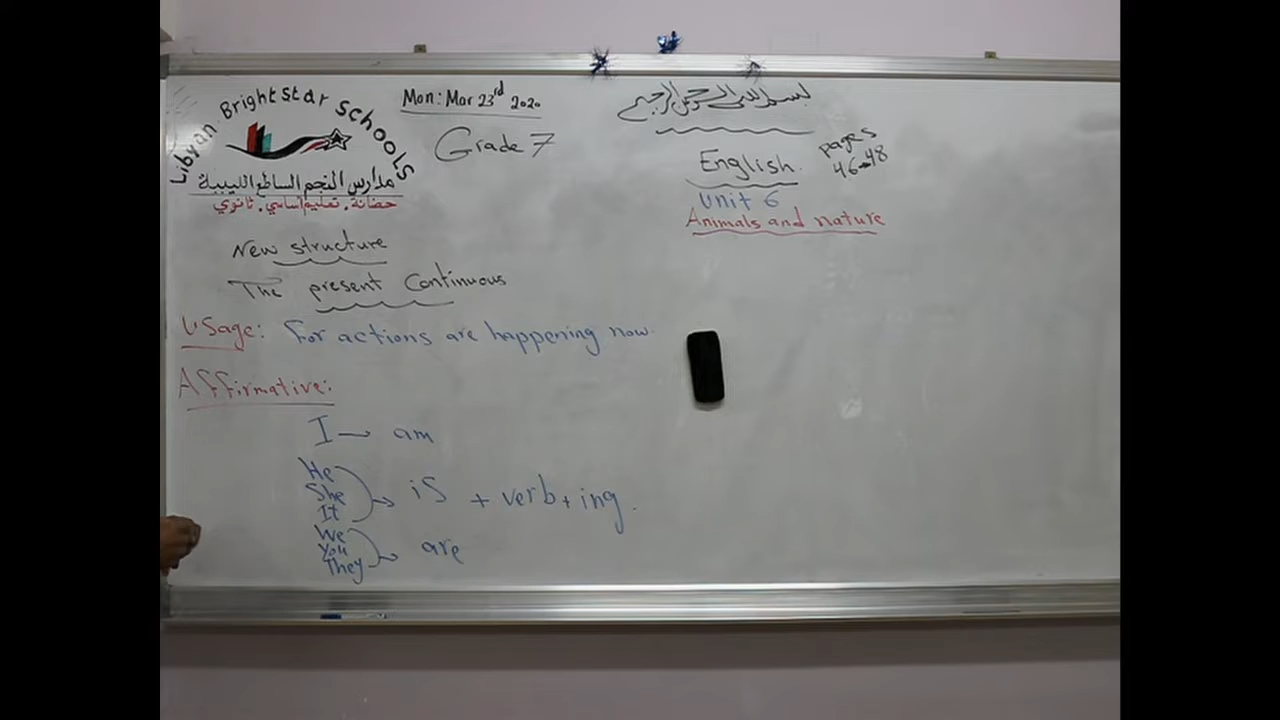 Libyan Bright Star Schools
مدارس النجم الساطع الليبية
حضانة . تعليم اساسي . ثانوي
Mon: Mar 23rd 2020
Grade 7
بسم الله الرحمن الرحيم
English.
pages
46 → 48
Unit 6
Animals and nature
New structure
The present Continuous
Usage: For actions are happening now.
Affirmative:
I → am
He
She
It
→ is + verb + ing.
We
You
They
→ are